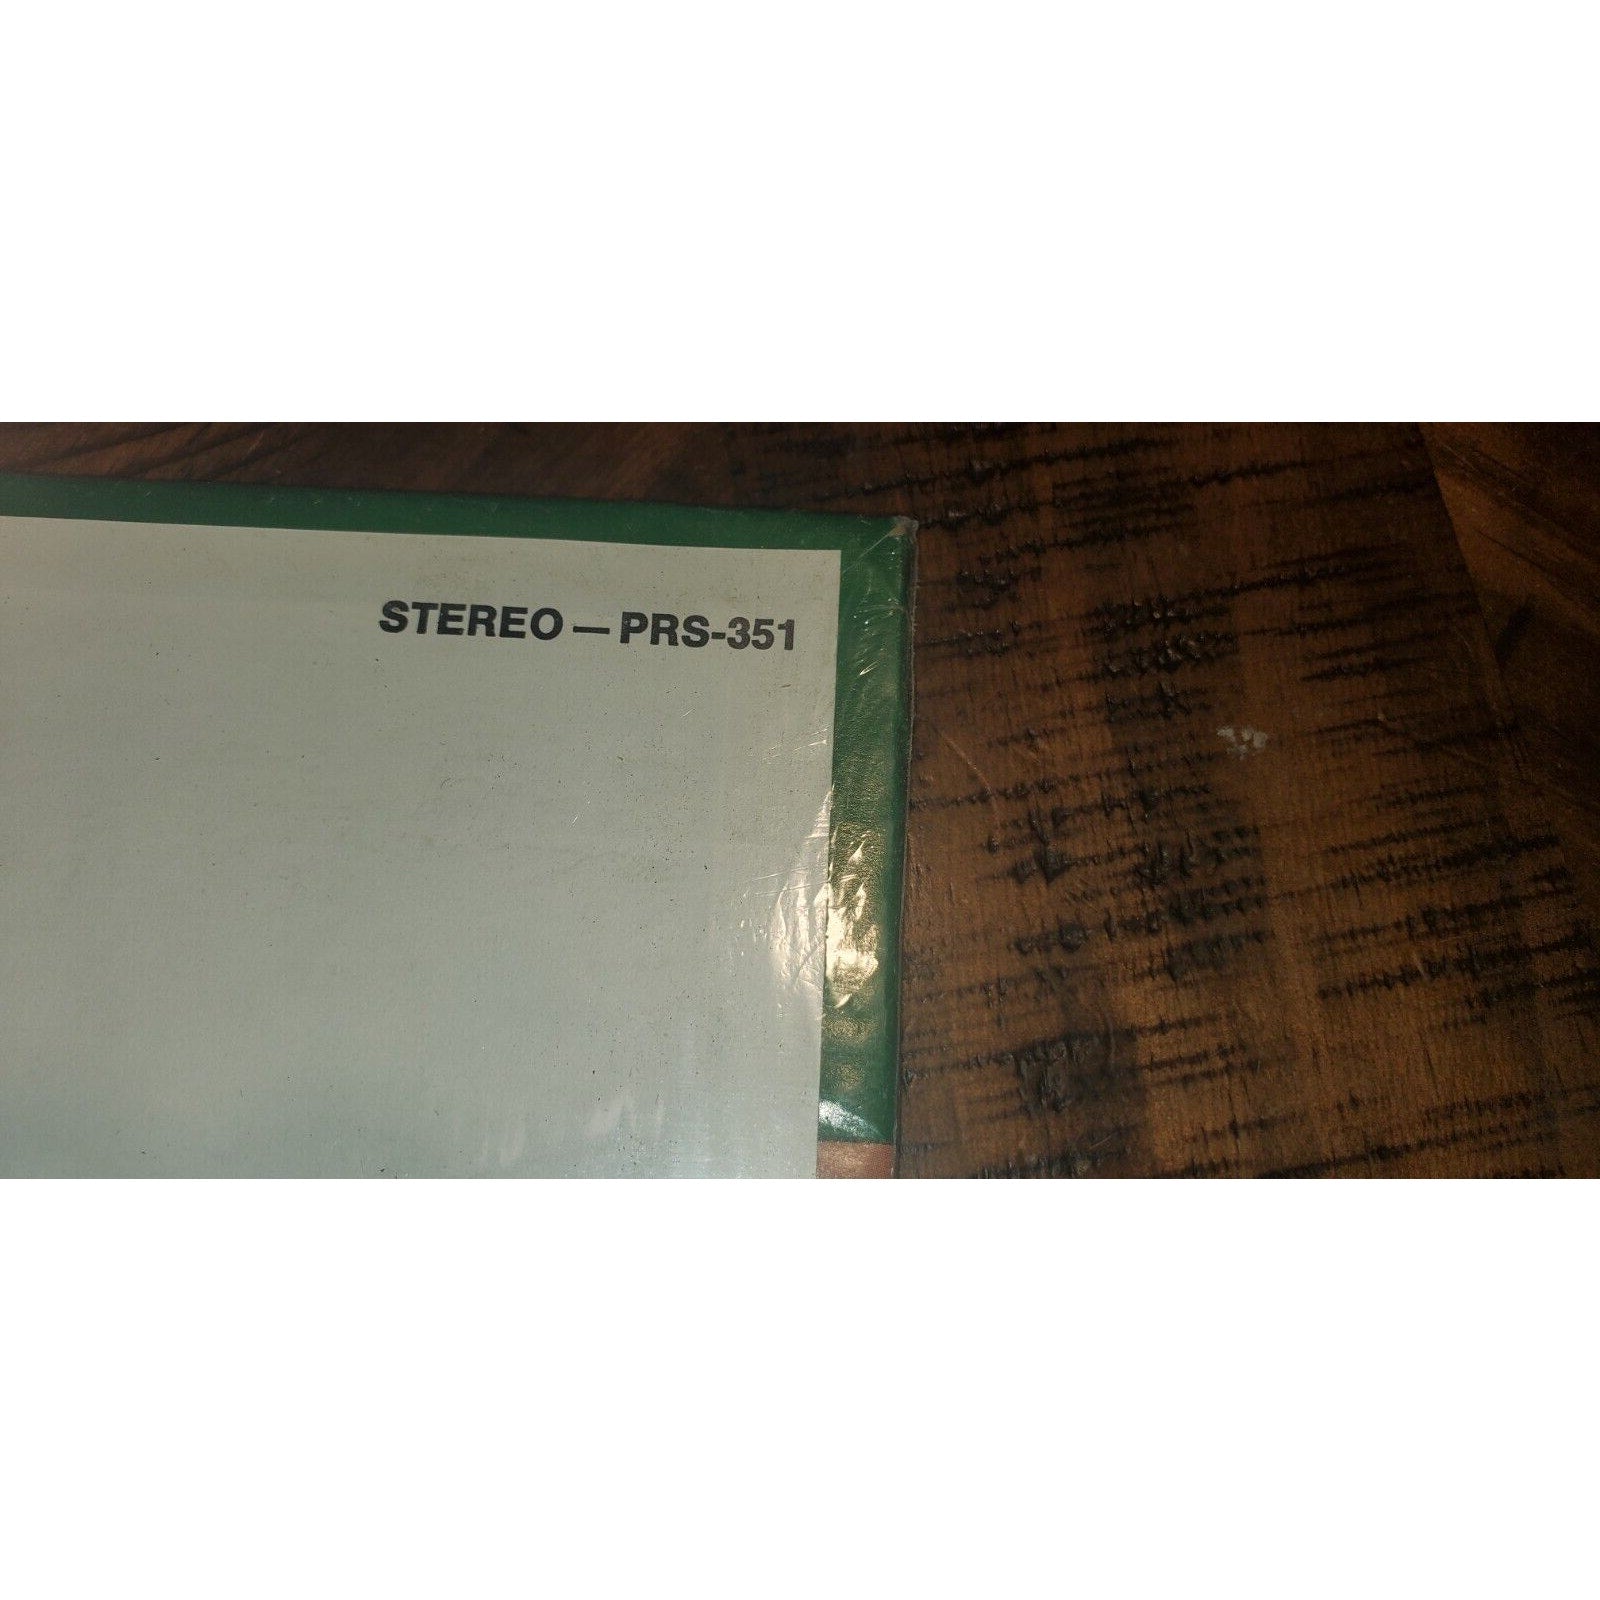 STEREO — PRS-351